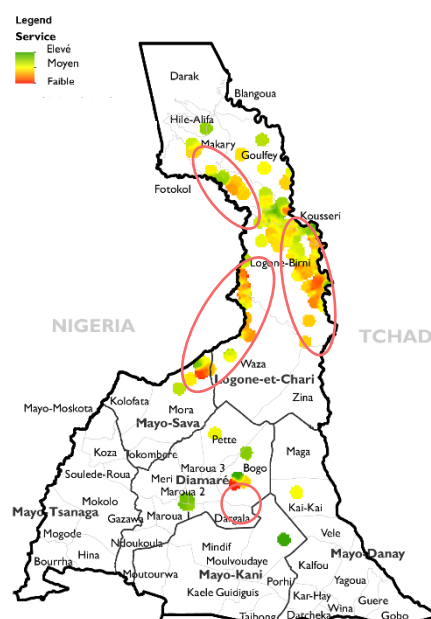 Legend
Service
Elevé
Moyen
Faible
Darak
Blangoua
Hile-Alifa
Makary
Goulfey
Fotokol
Kousseri
Logone-Birni
NIGERIA
TCHAD
Waza
Logone-et-Chari
Zina
Kolofata
Mayo-Moskota
Mora
Mayo-Sava
Pette
Koza
Tokombere
Maroua 3
Bogo
Maga
Soulede-Roua
Meri
Diamaré
Maroua 2
Kai-Kai
Mokolo
Mayo Tsanaga
Gazawa
Maroua
Dargala
Mogode
Ndoukoula
Vele
Hina
Mindif
Mayo-Danay
Bourrha
Moulvoudaye
Kalfou
Moutourwa
Mayo-Kani
Porhi
Yagoua
Kaele
Guidiguis
Kar-Hay
Guere
Wina
Taibong
Datcheka
Gobo